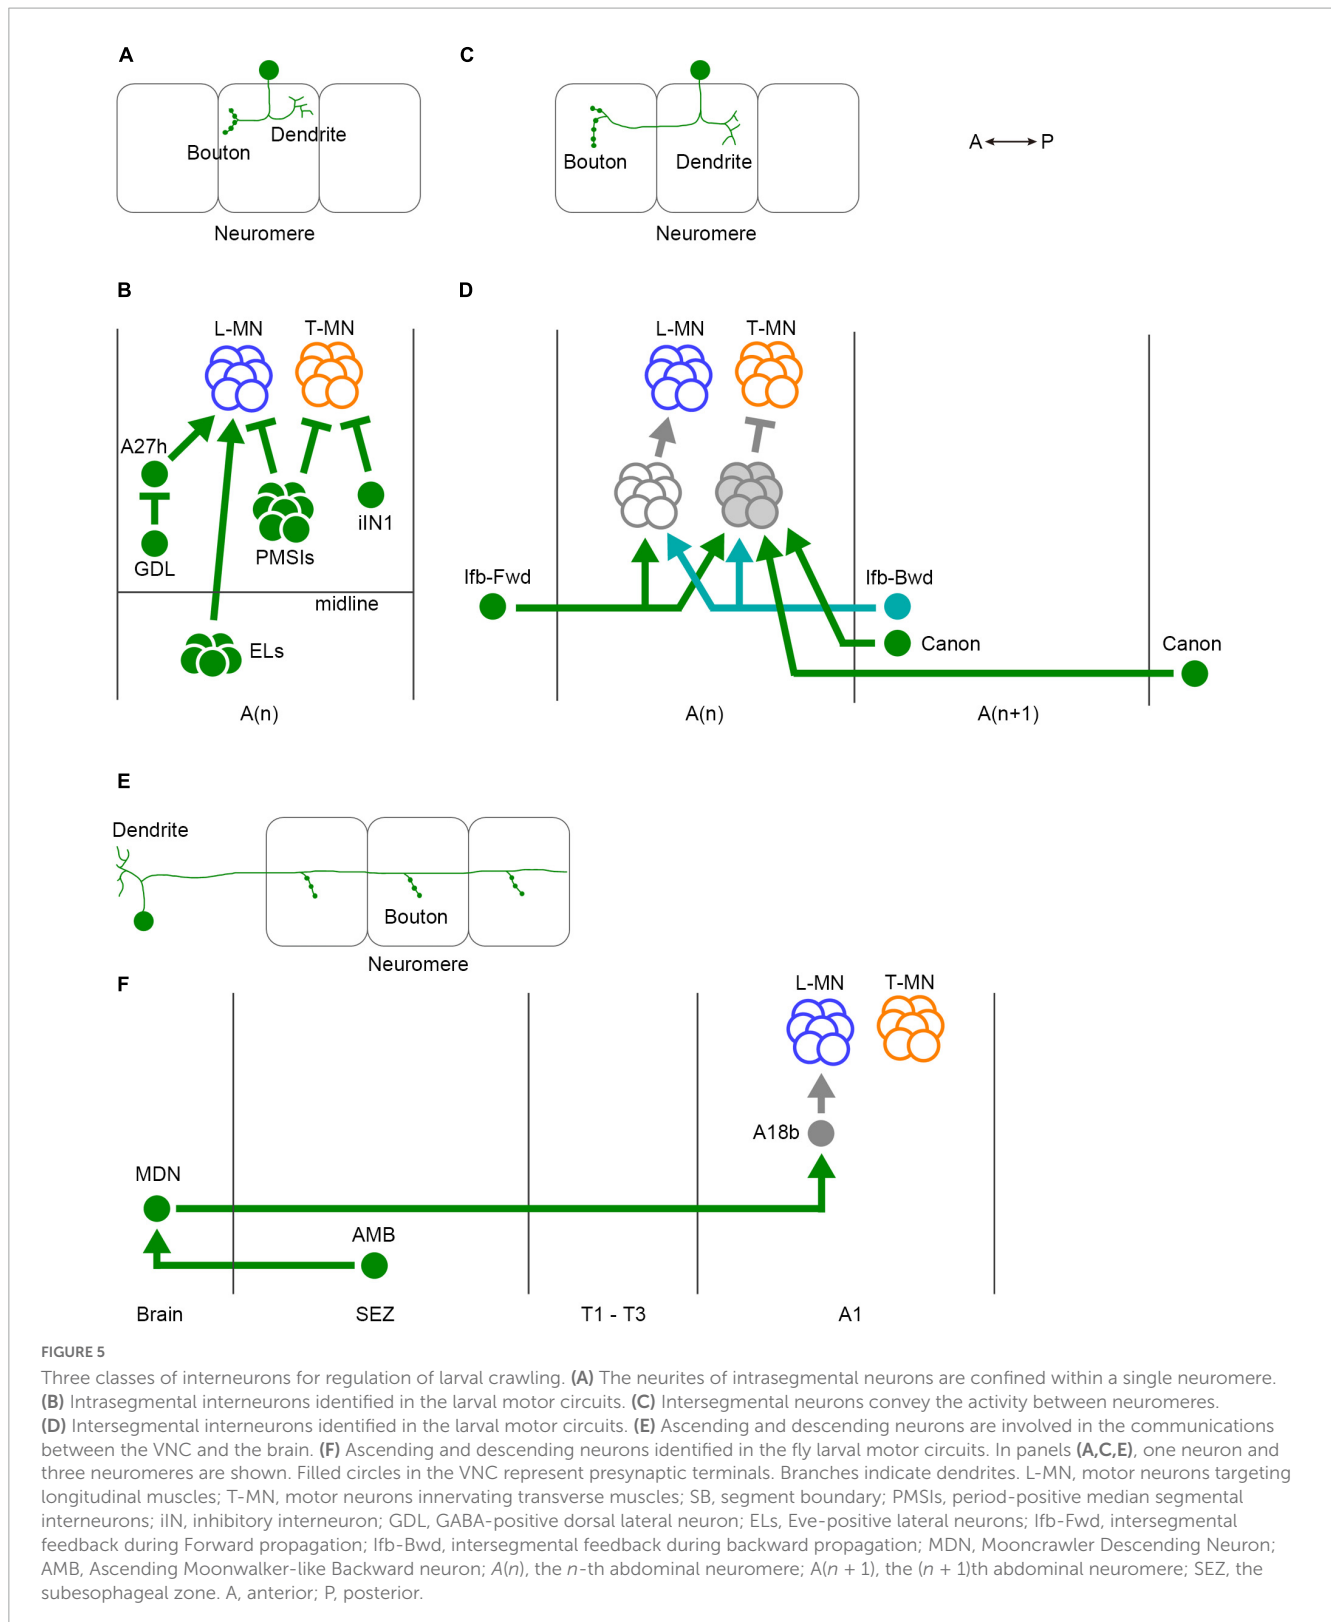 A
C
Dendrite
Bouton
Neuromere
Bouton
Dendrite
Neuromere
A P
B
D
L-MN T-MN
A27h
GDL
PMSIs
iIN1
midline
ELs
A(n)
L-MN T-MN
Ifb-Fwd
Ifb-Bwd
Canon
Canon
A(n)
A(n+1)
E
Dendrite
Bouton
Neuromere
F
L-MN T-MN
A18b
MDN
AMB
Brain SEZ T1 - T3 A1
FIGURE 5
Three classes of interneurons for regulation of larval crawling. (A) The neurites of intrasegmental neurons are confined within a single neuromere.
(B) Intrasegmental interneurons identified in the larval motor circuits. (C) Intersegmental neurons convey the activity between neuromeres.
(D) Intersegmental interneurons identified in the larval motor circuits. (E) Ascending and descending neurons are involved in the communications
between the VNC and the brain. (F) Ascending and descending neurons identified in the fly larval motor circuits. In panels (A,C,E), one neuron and
three neuromeres are shown. Filled circles in the VNC represent presynaptic terminals. Branches indicate dendrites. L-MN, motor neurons targeting
longitudinal muscles; T-MN, motor neurons innervating transverse muscles; SB, segment boundary; PMSIs, period-positive median segmental
interneurons; iIN, inhibitory interneuron; GDL, GABA-positive dorsal lateral neuron; ELs, Eve-positive lateral neurons; Ifb-Fwd, intersegmental
feedback during Forward propagation; Ifb-Bwd, intersegmental feedback during backward propagation; MDN, Mooncrawler Descending Neuron;
AMB, Ascending Moonwalker-like Backward neuron; A(n), the n-th abdominal neuromere; A(n + 1), the (n + 1)th abdominal neuromere; SEZ, the
subesophageal zone. A, anterior; P, posterior.